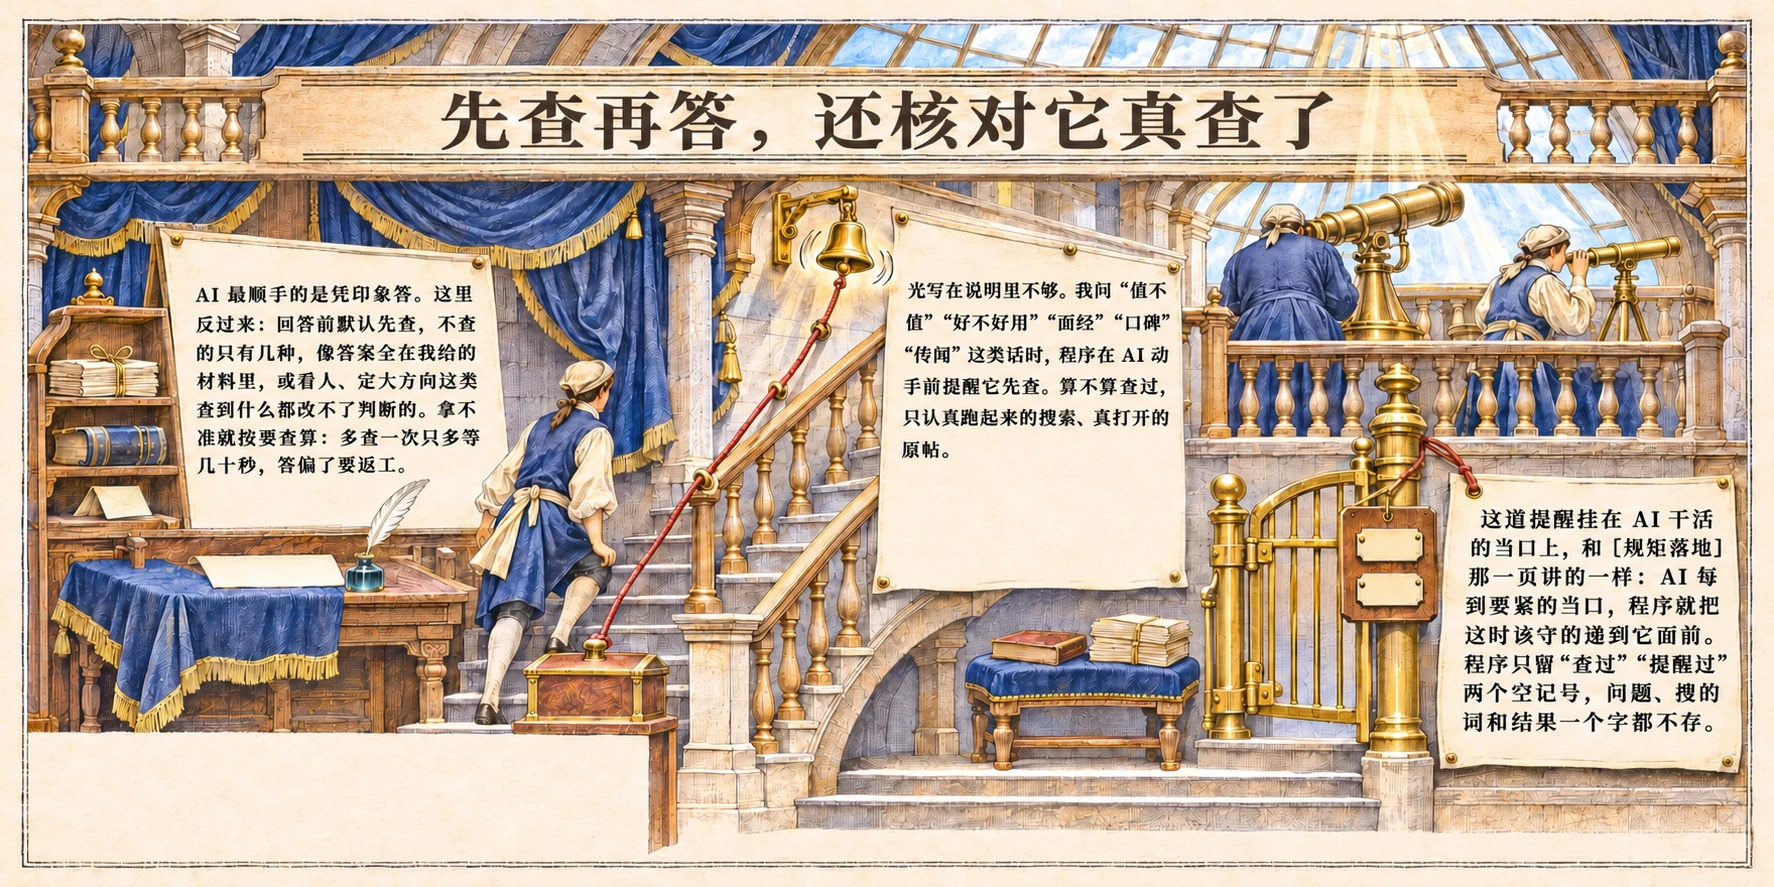 先查再答，还核对它真查了
AI 最顺手的是凭印象答。这里
反过来：回答前默认先查，不查
的只有几种，像答案全在我给的
材料里，或看人、定大方向这类
查到什么都改不了判断的。拿不
准就按要查算：多查一次只多等
几十秒，答偏了要返工。
光写在说明里不够。我问“值不
值”“好不好用”“面经”“口碑”
“传闻”这类话时，程序在 AI 动
手前提醒它先查。算不算查过，
只认真跑起来的搜索、真打开的
原帖。
这道提醒挂在 AI 干活
的当口上，和［规矩落地］
那一页讲的一样：AI 每
到要紧的当口，程序就把
这时该守的递到它面前。
程序只留“查过”“提醒过”
两个空记号，问题、搜的
词和结果一个字都不存。